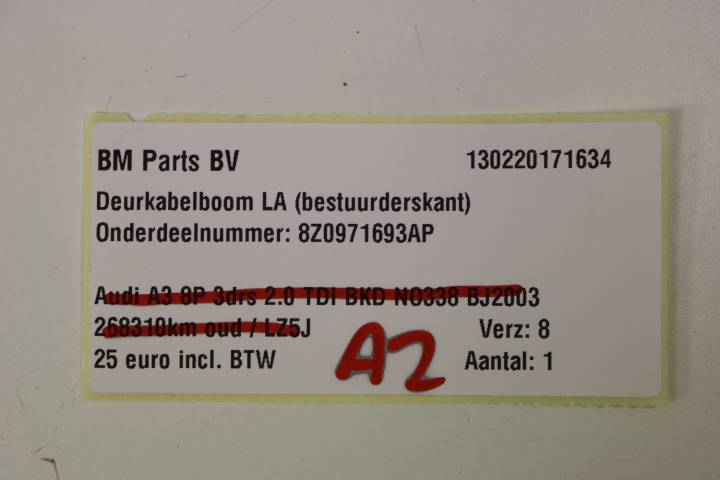 BM Parts BV 130220171634
Deurkabelboom LA (bestuurderskant)
Onderdeelnummer: 8Z0971693AP
Audi A3 8P 3drs 2.0 TDI BKD NO338 BJ2003
268310km oud / LZ5J Verz: 8
25 euro incl. BTW A2 Aantal: 1